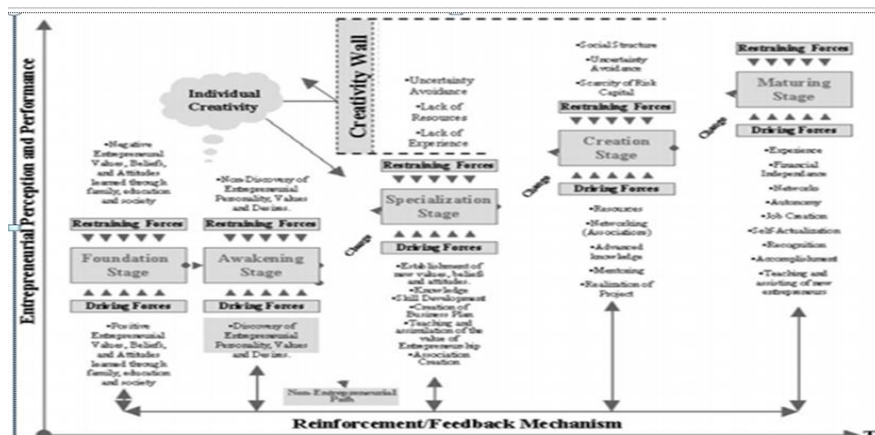 Entrepreneurial Perception and Performance
Individual
Creativity
Creativity Wall
•Negative
Entrepreneurial
Values, Beliefs,
and Attitudes
learned through
family, education
and society
Restraining Forces
Foundation
Stage
Driving Forces
•Positive
Entrepreneurial
Values, Beliefs,
and Attitudes
learned through
family, education
and society
•Non-Discovery of
Entrepreneurial
Personality, Values
and Desires.
Restraining Forces
Awakening
Stage
Driving Forces
•Discovery of
Entrepreneurial
Personality, Values
and Desires.
Non-Entrepreneurial
Path
Change
•Uncertainty
Avoidance
•Lack of
Resources
•Lack of
Experience
Restraining Forces
Specialization
Stage
Driving Forces
•Establishment of
new values, beliefs
and attitudes.
•Knowledge
•Skill Development
•Creation of
Business Plan
•Teaching and
assimilation of the
value of
Entrepreneurship
•Association
Creation
Change
•Social Structure
•Uncertainty
Avoidance
•Scarcity of Risk
Capital
Restraining Forces
Creation
Stage
Driving Forces
•Resources
•Networking
(Associations)
•Advanced
knowledge
•Mentoring
•Realization of
Project
Change
Restraining Forces
Maturing
Stage
Driving Forces
•Experience
•Financial
Independence
•Networks
•Autonomy
•Job Creation
•Self-Actualization
•Recognition
•Accomplishment
•Teaching and
assisting of new
entrepreneurs
Reinforcement/Feedback Mechanism
T